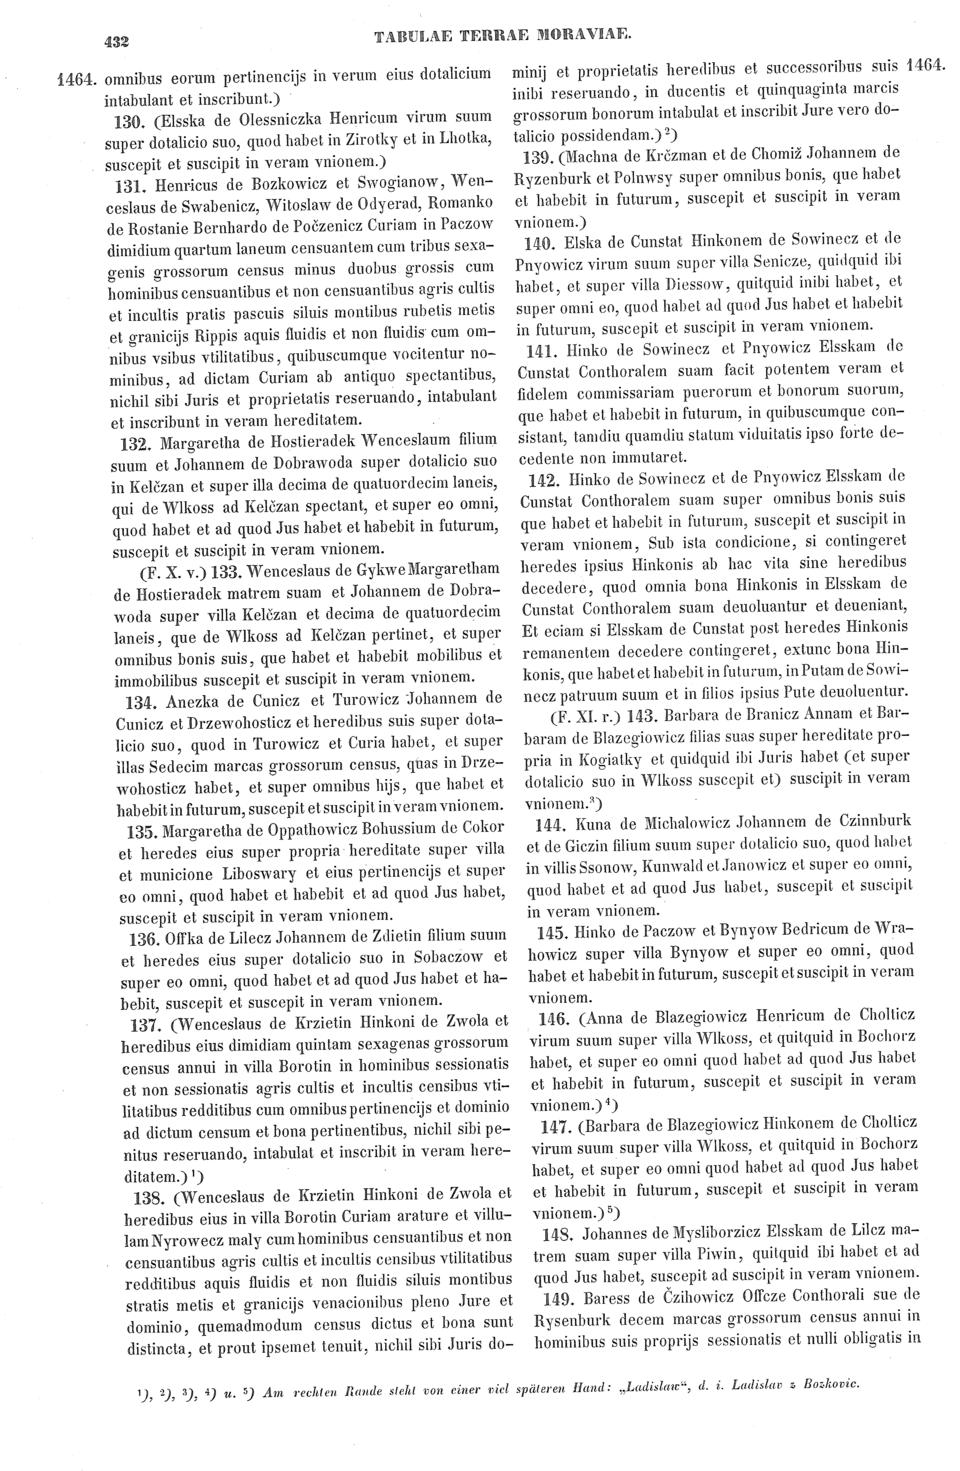 432
TABULAE TERRAE MORAVIAE.
1464. omnibus eorum pertinencijs in verum eius dotalicium
intabulant et inscribunt.)
130. (Elsska de Olessniczka Henricum virum suum
super dotalicio suo, quod habet in Zirotky et in Lhotka,
suscepit et suscipit in veram vnionem.)
131. Henricus de Bozkowicz et Swogianow, Wen-
ceslaus de Swabenicz, Witoslaw de Odyerad, Romanko
de Rostanie Bernhardo de Počzenicz Curiam in Paczow
dimidium quartum laneum censuantem cum tribus sexa-
genis grossorum census minus duobus grossis cum
hominibus censuantibus et non censuantibus agris cultis
et incultis pratis pascuis siluis montibus rubetis metis
et granicijs Rippis aquis fluidis et non fluidis cum om-
nibus vsibus vtilitatibus, quibuscumque vocitentur no-
minibus, ad dictam Curiam ab antiquo spectantibus,
nichil sibi Juris et proprietatis reseruando, intabulant
et inscribunt in veram hereditatem.
132. Margaretha de Hostieradek Wenceslaum filium
suum et Johannem de Dobrawoda super dotalicio suo
in Kelčzan et super illa decima de quatuordecim laneis,
qui de Wlkoss ad Kelčzan spectant, et super eo omni,
quod habet et ad quod Jus habet et habebit in futurum,
suscepit et suscipit in veram vnionem.
(F. X. v.) 133. Wenceslaus de Gykwe Margaretham
de Hostieradek matrem suam et Johannem de Dobra-
woda super villa Kelčzan et decima de quatuordecim
laneis, que de Wlkoss ad Kelčzan pertinet, et super
omnibus bonis suis, que habet et habebit mobilibus et
immobilibus suscepit et suscipit in veram vnionem.
134. Anezka de Cunicz et Turowicz Johannem de
Cunicz et Drzewohosticz et heredibus suis super dota-
licio suo, quod in Turowicz et Curia habet, et super
illas Sedecim marcas grossorum census, quas in Drze-
wohosticz habet, et super omnibus hijs, que habet et
habebit in futurum, suscepit et suscipit in veram vnionem.
135. Margaretha de Oppathowicz Bohussium de Cokor
et heredes eius super propria hereditate super villa
et municione Liboswary et eius pertinencijs et super
eo omni, quod habet et habebit et ad quod Jus habet,
suscepit et suscipit in veram vnionem.
136. Offka de Lilecz Johannem de Zdietin filium suum
et heredes eius super dotalicio suo in Sobaczow et
super eo omni, quod habet et ad quod Jus habet et ha-
bebit, suscepit et suscepit in veram vnionem.
137. (Wenceslaus de Krzietin Hinkoni de Zwola et
heredibus eius dimidiam quintam sexagenas grossorum
census annui in villa Borotin in hominibus sessionatis
et non sessionatis agris cultis et incultis censibus vti-
litatibus redditibus cum omnibus pertinencijs et dominio
ad dictum censum et bona pertinentibus, nichil sibi pe-
nitus reseruando, intabulat et inscribit in veram here-
ditatem.) ¹)
138. (Wenceslaus de Krzietin Hinkoni de Zwola et
heredibus eius in villa Borotin Curiam arature et villu-
lam Nyrowecz maly cum hominibus censuantibus et non
censuantibus agris cultis et incultis censibus vtilitatibus
redditibus aquis fluidis et non fluidis siluis montibus
stratis metis et granicijs venacionibus pleno Jure et
dominio, quemadmodum census dictus et bona sunt
distincta, et prout ipsemet tenuit, nichil sibi Juris do-
minij et proprietatis heredibus et successoribus suis 1464.
inibi reseruando, in ducentis et quinquaginta marcis
grossorum bonorum intabulat et inscribit Jure vero do-
talicio possidendam.) ²)
139. (Machna de Krčzman et de Chomiž Johannem de
Ryzenburk et Polnwsy super omnibus bonis, que habet
et habebit in futurum, suscepit et suscipit in veram
vnionem.)
140. Elska de Cunstat Hinkonem de Sowinecz et de
Pnyowicz virum suum super villa Senicze, quidquid ibi
habet, et super villa Diessow, quitquid inibi habet, et
super omni eo, quod habet ad quod Jus habet et habebit
in futurum, suscepit et suscipit in veram vnionem.
141. Hinko de Sowinecz et Pnyowicz Elsskam de
Cunstat Conthoralem suam facit potentem veram et
fidelem commissariam puerorum et bonorum suorum,
que habet et habebit in futurum, in quibuscumque con-
sistant, tamdiu quamdiu statum viduitatis ipso forte de-
cedente non immutaret.
142. Hinko de Sowinecz et de Pnyowicz Elsskam de
Cunstat Conthoralem suam super omnibus bonis suis
que habet et habebit in futurum, suscepit et suscipit in
veram vnionem, Sub ista condicione, si contingeret
heredes ipsius Hinkonis ab hac vita sine heredibus
decedere, quod omnia bona Hinkonis in Elsskam de
Cunstat Conthoralem suam deuoluantur et deueniant,
Et eciam si Elsskam de Cunstat post heredes Hinkonis
remanentem decedere contingeret, extunc bona Hin-
konis, que habet et habebit in futurum, in Putam de Sowi-
necz patruum suum et in filios ipsius Pute deuoluentur.
(F. XI. r.) 143. Barbara de Branicz Annam et Bar-
baram de Blazegiowicz filias suas super hereditate pro-
pria in Kogiatky et quidquid ibi Juris habet (et super
dotalicio suo in Wlkoss suscepit et) suscipit in veram
vnionem.³)
144. Kuna de Michalowicz Johannem de Czinnburk
et de Giczin filium suum super dotalicio suo, quod habet
in villis Ssonow, Kunwald et Janowicz et super eo omni,
quod habet et ad quod Jus habet, suscepit et suscipit
in veram vnionem.
145. Hinko de Paczow et Bynyow Bedricum de Wra-
howicz super villa Bynyow et super eo omni, quod
habet et habebit in futurum, suscepit et suscipit in veram
vnionem.
146. (Anna de Blazegiowicz Henricum de Cholticz
virum suum super villa Wlkoss, et quitquid in Bochorz
habet, et super eo omni quod habet ad quod Jus habet
et habebit in futurum, suscepit et suscipit in veram
vnionem.) ⁴)
147. (Barbara de Blazegiowicz Hinkonem de Cholticz
virum suum super villa Wlkoss, et quitquid in Bochorz
habet, et super eo omni quod habet ad quod Jus habet
et habebit in futurum, suscepit et suscipit in veram
vnionem.) ⁵)
148. Johannes de Mysliborzicz Elsskam de Lilcz ma-
trem suam super villa Piwin, quitquid ibi habet et ad
quod Jus habet, suscepit ad suscipit in veram vnionem.
149. Baress de Čzihowicz Offcze Conthorali sue de
Rysenburk decem marcas grossorum census annui in
hominibus suis proprijs sessionatis et nulli obligatis in
¹), ²), ³), ⁴) u. ⁵) Am rechten Rande steht von einer viel späteren Hand: „Ladislaw“, d. i. Ladislav z Bozkovic.